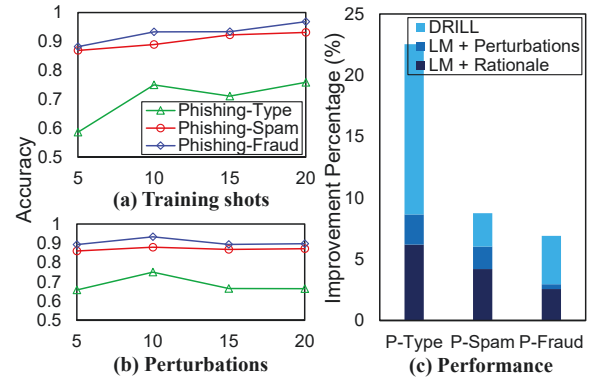 Accuracy
1
0.9
0.8
0.7
0.6
0.5
Phishing-Type
Phishing-Spam
Phishing-Fraud
5 10 15 20
(a) Training shots
1
0.9
0.8
0.7
0.6
0.5
5 10 15 20
(b) Perturbations
Improvement Percentage (%)
25
20
15
10
5
0
DRILL
LM + Perturbations
LM + Rationale
P-Type P-Spam P-Fraud
(c) Performance